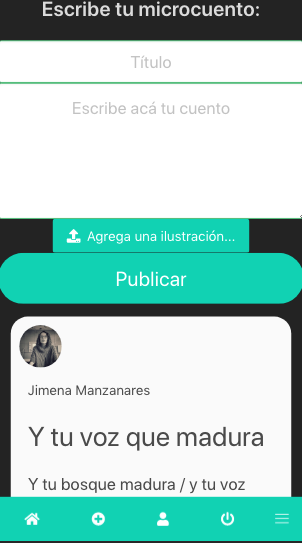 Escribe tu microcuento:
Título
Escribe acá tu cuento
Agrega una ilustración...
Publicar
Jimena Manzanares
Y tu voz que madura
Y tu bosque madura / y tu voz